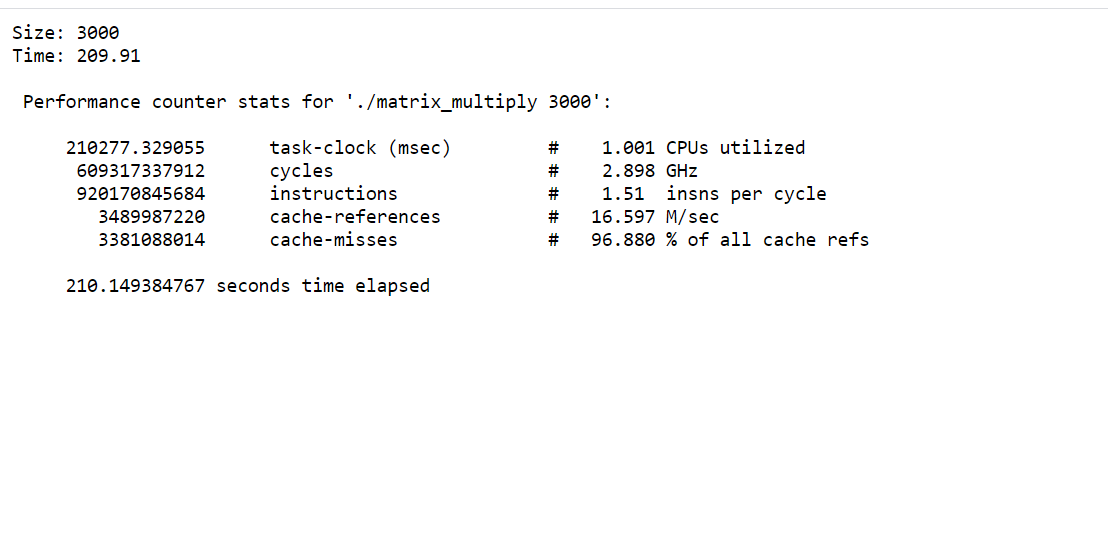 Size: 3000
Time: 209.91
Performance counter stats for './matrix_multiply 3000':
210277.329055 task-clock (msec) # 1.001 CPUs utilized
609317337912 cycles # 2.898 GHz
920170845684 instructions # 1.51 insns per cycle
3489987220 cache-references # 16.597 M/sec
3381088014 cache-misses # 96.880 % of all cache refs
210.149384767 seconds time elapsed